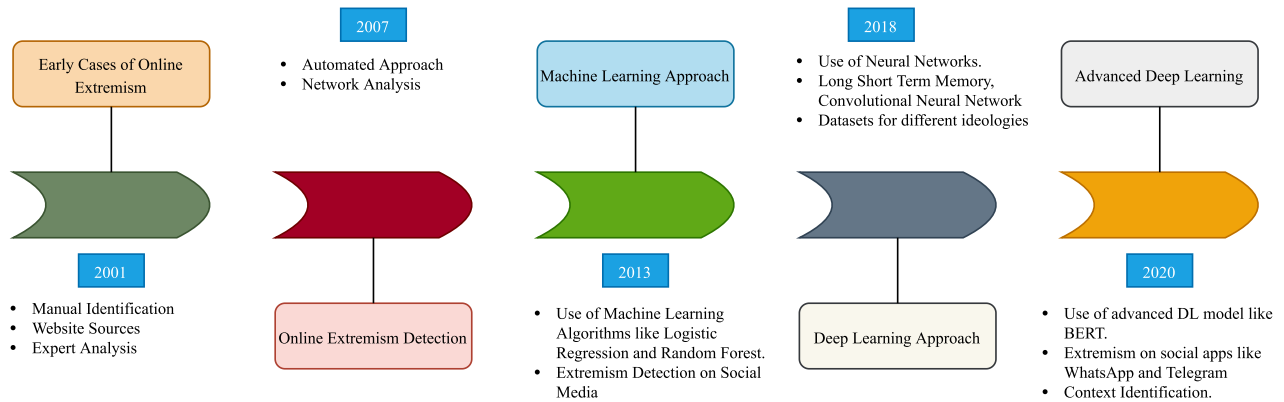 Early Cases of Online
Extremism
2001
• Manual Identification
• Website Sources
• Expert Analysis
2007
• Automated Approach
• Network Analysis
Online Extremism Detection
Machine Learning Approach
2013
• Use of Machine Learning
Algorithms like Logistic
Regression and Random Forest.
• Extremism Detection on Social
Media
2018
• Use of Neural Networks.
• Long Short Term Memory,
Convolutional Neural Network
• Datasets for different ideologies
Deep Learning Approach
Advanced Deep Learning
2020
• Use of advanced DL model like
BERT.
• Extremism on social apps like
WhatsApp and Telegram
• Context Identification.